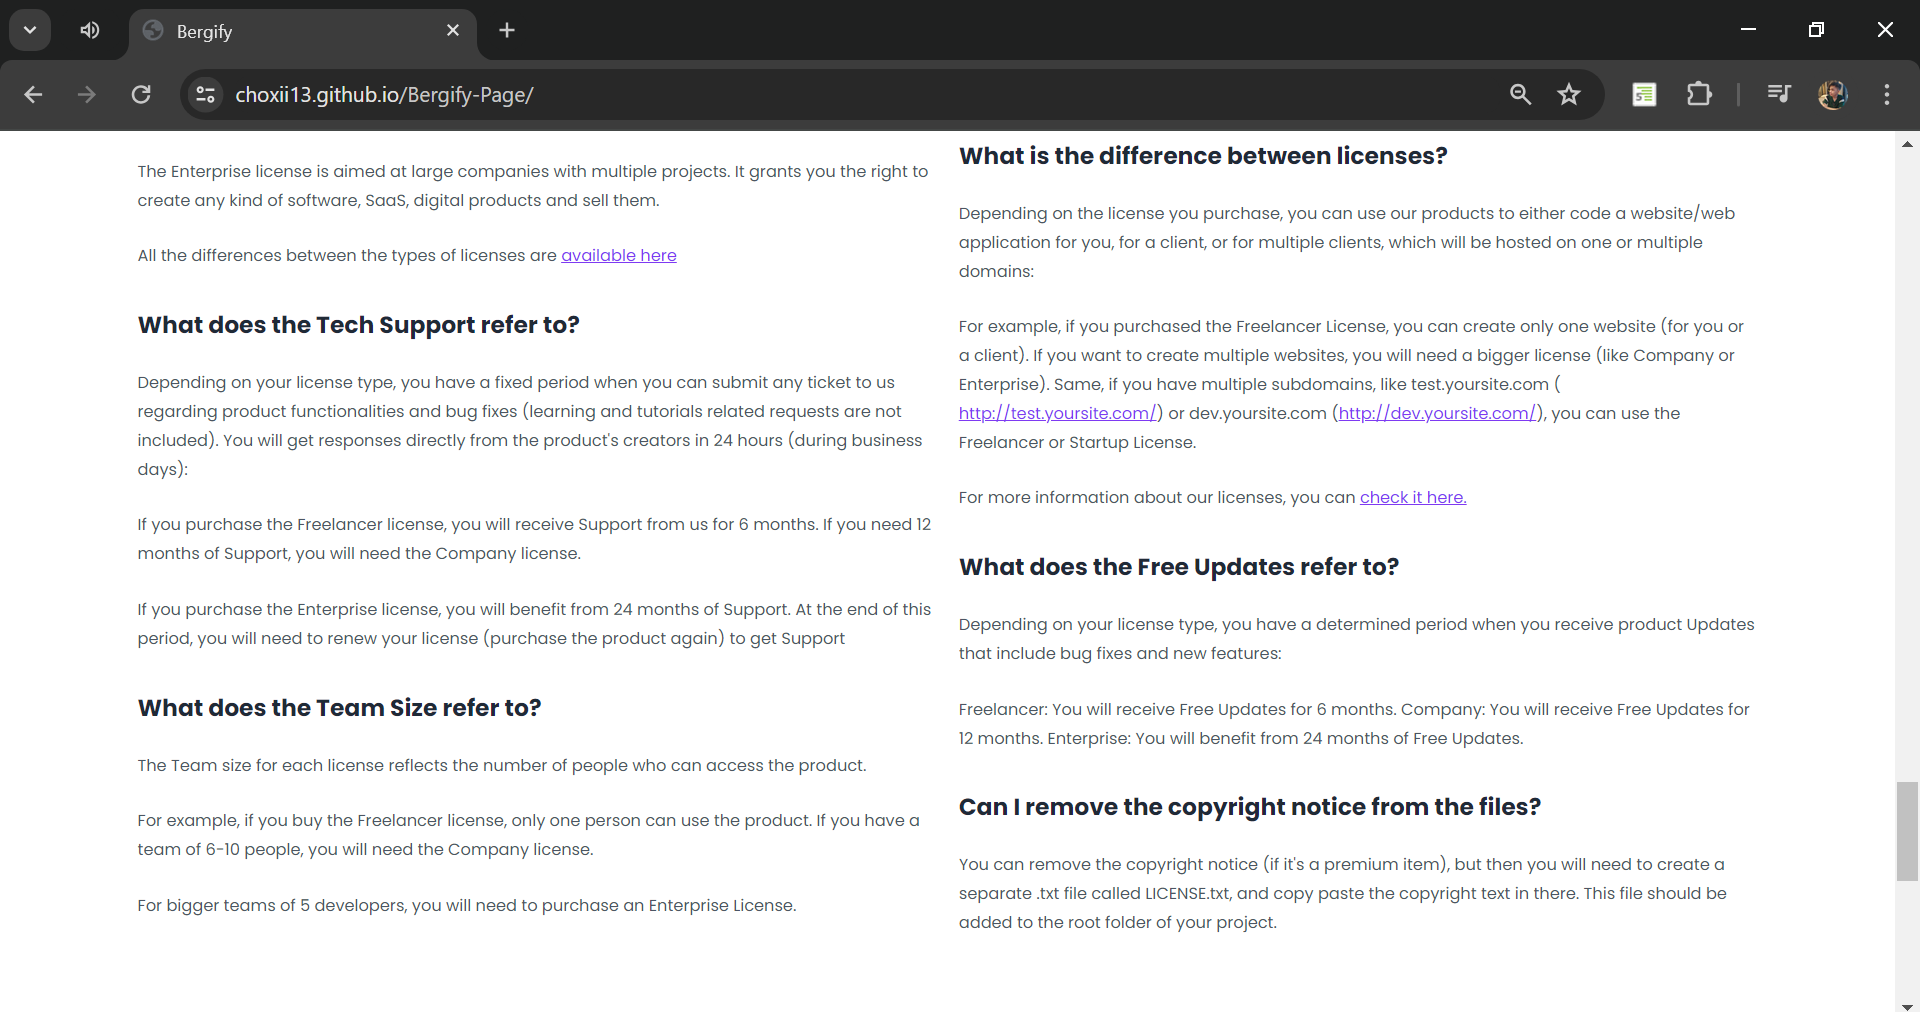 Bergify
choxii13.github.io/Bergify-Page/
The Enterprise license is aimed at large companies with multiple projects. It grants you the right to
create any kind of software, SaaS, digital products and sell them.
All the differences between the types of licenses are available here
What does the Tech Support refer to?
Depending on your license type, you have a fixed period when you can submit any ticket to us
regarding product functionalities and bug fixes (learning and tutorials related requests are not
included). You will get responses directly from the product's creators in 24 hours (during business
days):
If you purchase the Freelancer license, you will receive Support from us for 6 months. If you need 12
months of Support, you will need the Company license.
If you purchase the Enterprise license, you will benefit from 24 months of Support. At the end of this
period, you will need to renew your license (purchase the product again) to get Support
What does the Team Size refer to?
The Team size for each license reflects the number of people who can access the product.
For example, if you buy the Freelancer license, only one person can use the product. If you have a
team of 6-10 people, you will need the Company license.
For bigger teams of 5 developers, you will need to purchase an Enterprise License.
What is the difference between licenses?
Depending on the license you purchase, you can use our products to either code a website/web
application for you, for a client, or for multiple clients, which will be hosted on one or multiple
domains:
For example, if you purchased the Freelancer License, you can create only one website (for you or
a client). If you want to create multiple websites, you will need a bigger license (like Company or
Enterprise). Same, if you have multiple subdomains, like test.yoursite.com (
http://test.yoursite.com/) or dev.yoursite.com (http://dev.yoursite.com/), you can use the
Freelancer or Startup License.
For more information about our licenses, you can check it here.
What does the Free Updates refer to?
Depending on your license type, you have a determined period when you receive product Updates
that include bug fixes and new features:
Freelancer: You will receive Free Updates for 6 months. Company: You will receive Free Updates for
12 months. Enterprise: You will benefit from 24 months of Free Updates.
Can I remove the copyright notice from the files?
You can remove the copyright notice (if it's a premium item), but then you will need to create a
separate .txt file called LICENSE.txt, and copy paste the copyright text in there. This file should be
added to the root folder of your project.